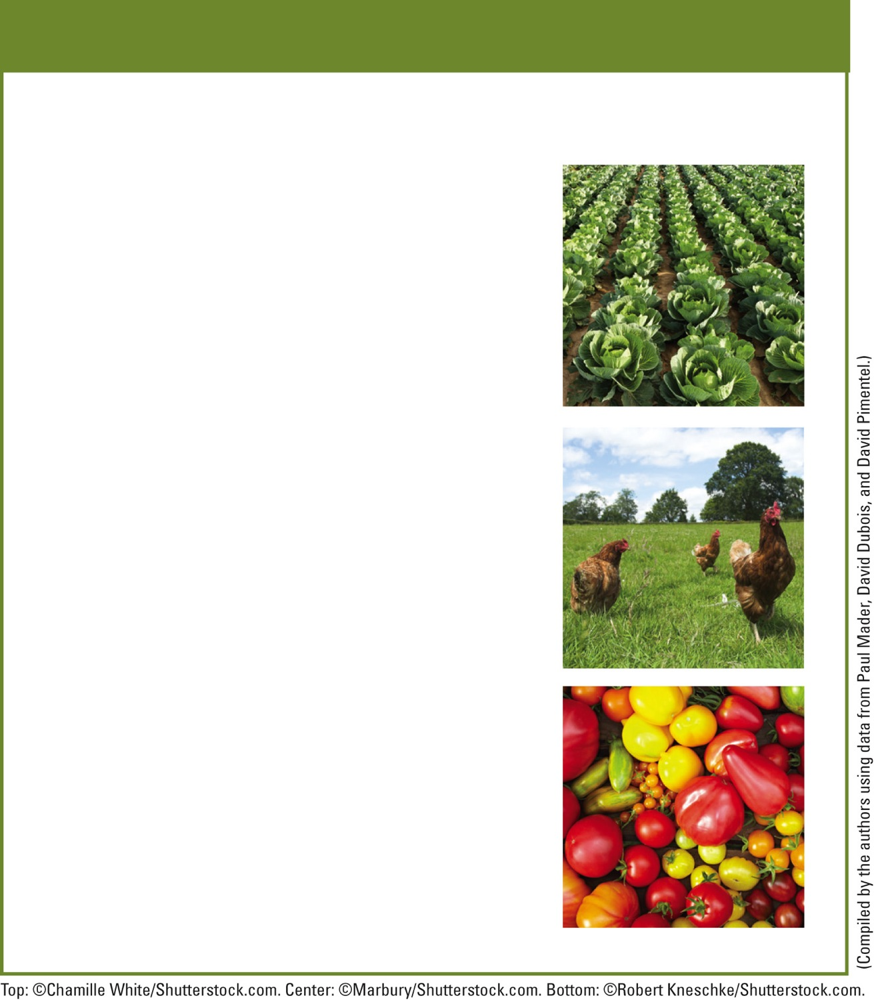 Top: ©Chamille White/Shutterstock.com. Center: ©Marbury/Shutterstock.com. Bottom: ©Robert Kneschke/Shutterstock.com.
(Compiled by the authors using data from Paul Mader, David Dubois, and David Pimentel.)